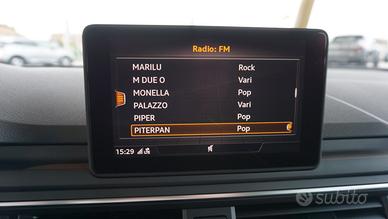 Radio: FM
MARILU Rock
M DUE O Vari
MONELLA Pop
PALAZZO Vari
PIPER Pop
PITERPAN Pop
15:29
subito